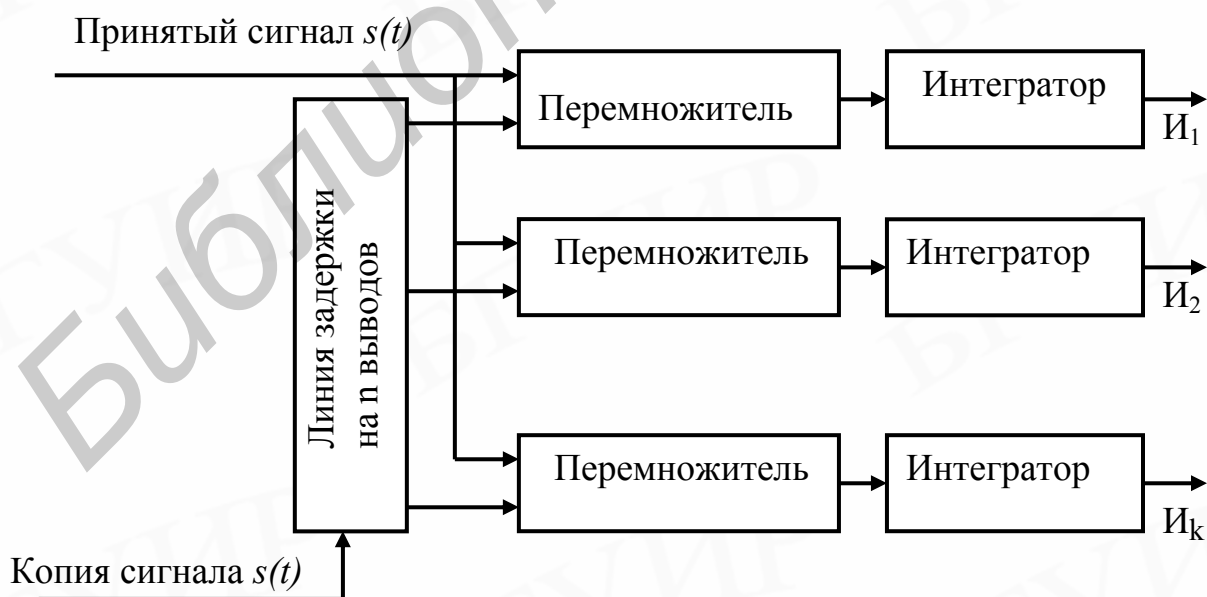 Принятый сигнал s(t)
Перемножитель
Интегратор
И1
Линия задержки
на n выводов
Перемножитель
Интегратор
И2
Перемножитель
Интегратор
Иk
Копия сигнала s(t)